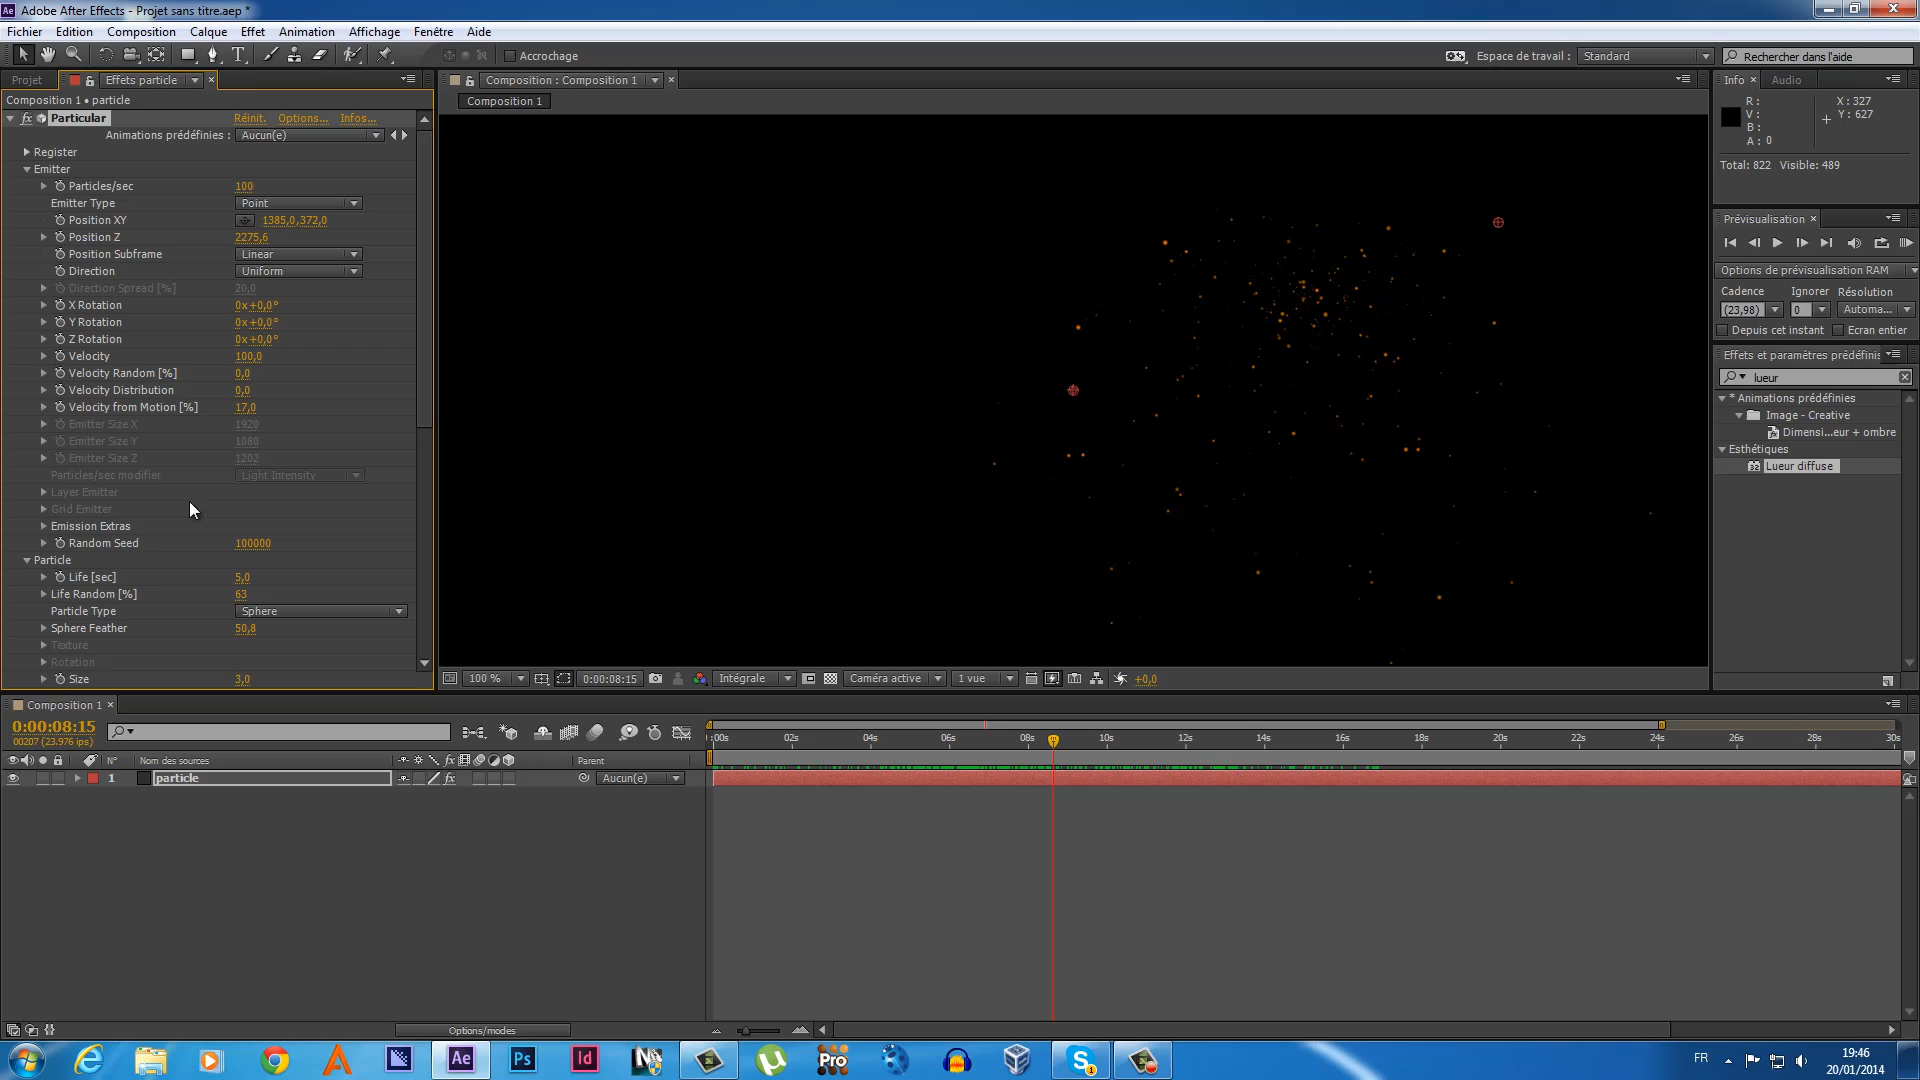 Adobe After Effects - Projet sans titre.aep *
Fichier Edition Composition Calque Effet Animation Affichage Fenêtre Aide
Accrochage
Espace de travail : Standard
Rechercher dans l'aide
Projet Effets particle
Composition : Composition 1
Info Audio
Composition 1 • particle
Composition 1
Particular Réinit. Options... Infos...
Animations prédéfinies : Aucun(e)
Register
Emitter
Particles/sec 100
Emitter Type Point
Position XY 1385,0,372,0
Position Z 2275,6
Position Subframe Linear
Direction Uniform
Direction Spread [%] 20,0
X Rotation 0x+0,0°
Y Rotation 0x+0,0°
Z Rotation 0x+0,0°
Velocity 100,0
Velocity Random [%] 0,0
Velocity Distribution 0,0
Velocity from Motion [%] 17,0
Emitter Size X 1920
Emitter Size Y 1080
Emitter Size Z 1202
Particles/sec modifier Light Intensity
Layer Emitter
Grid Emitter
Emission Extras
Random Seed 100000
Particle
Life [sec] 5,0
Life Random [%] 63
Particle Type Sphere
Sphere Feather 50,8
Texture
Rotation
Size 3,0
R :
V :
B :
A : 0
X : 327
Y : 627
Total: 822 Visible: 489
Prévisualisation
Options de prévisualisation RAM
Cadence Ignorer Résolution
(23,98) 0 Automa...
Depuis cet instant Ecran entier
Effets et paramètres prédéfinis
lueur
* Animations prédéfinies
Image - Creative
Dimensi...eur + ombre
Esthétiques
32 Lueur diffuse
100 % 0:00:08:15 Intégrale Caméra active 1 vue +0,0
Composition 1
0:00:08:15
00207 (23.976 ips)
:00s 02s 04s 06s 08s 10s 12s 14s 16s 18s 20s 22s 24s 26s 28s 30s
N° Nom des sources fx Parent
1 particle fx Aucun(e)
Options/modes
Ae Ps Id Pro S 1
FR
19:46
20/01/2014